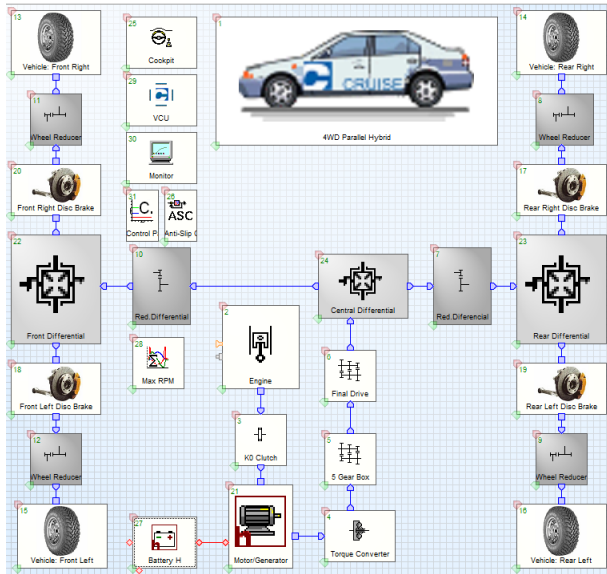 13
Vehicle: Front Right
25
Cockpit
1
CRUISE
4WD Parallel Hybrid
14
Vehicle: Rear Right
11
Wheel Reducer
29
VCU
8
Wheel Reducer
30
Monitor
20
Front Right Disc Brake
31
C.
Control P
26
ASC
Anti-Slip C
17
Rear Right Disc Brake
22
Front Differential
10
Red.Differential
24
Central Differential
7
Red.Diferencial
23
Rear Differential
2
Engine
28
Max RPM
6
Final Drive
18
Front Left Disc Brake
19
Rear Left Disc Brake
3
K0 Clutch
5
5 Gear Box
12
Wheel Reducer
9
Wheel Reducer
15
Vehicle: Front Left
27
Battery H
21
Motor/Generator
4
Torque Converter
16
Vehicle: Rear Left